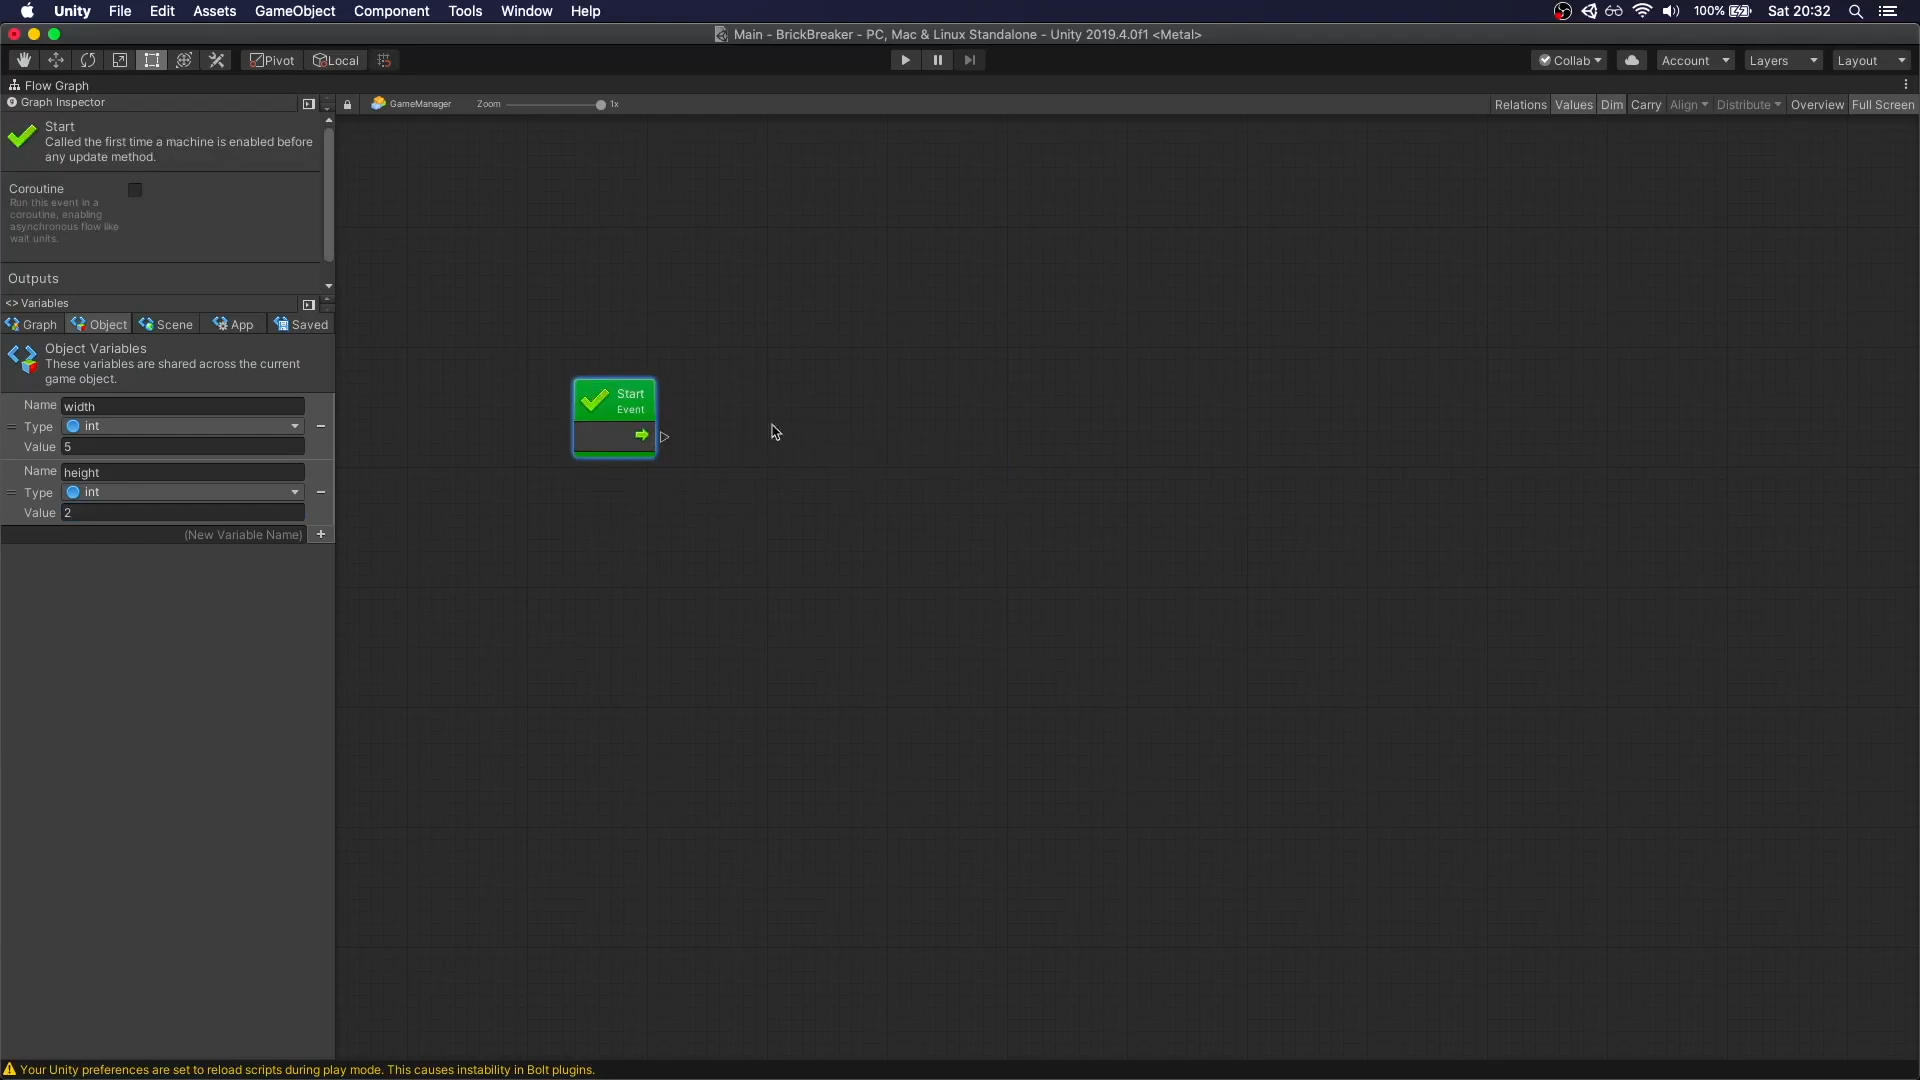 Unity File Edit Assets GameObject Component Tools Window Help 100% Sat 20:32
Main - BrickBreaker - PC, Mac & Linux Standalone - Unity 2019.4.0f1 <Metal>
Pivot Local Collab Account Layers Layout
Flow Graph
Graph Inspector GameManager Zoom 1x Relations Values Dim Carry Align Distribute Overview Full Screen
Start
Called the first time a machine is enabled before
any update method.
Coroutine
Run this event in a
coroutine, enabling
asynchronous flow like
wait units.
Outputs
<> Variables
Graph Object Scene App Saved
Object Variables
These variables are shared across the current
game object.
Name width
Type int
Value 5
Name height
Type int
Value 2
(New Variable Name) +
Start
Event
Your Unity preferences are set to reload scripts during play mode. This causes instability in Bolt plugins.